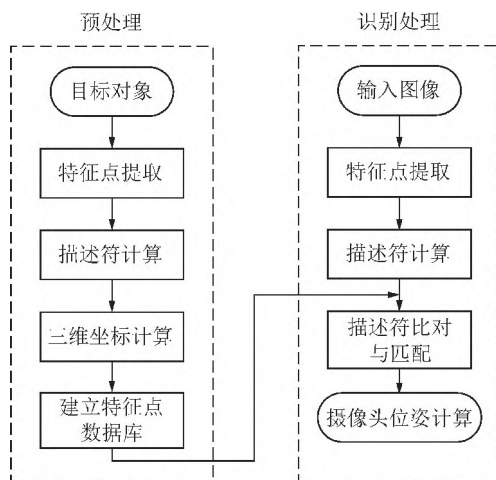 预处理
目标对象
特征点提取
描述符计算
三维坐标计算
建立特征点
数据库
识别处理
输入图像
特征点提取
描述符计算
描述符比对
与匹配
摄像头位姿计算